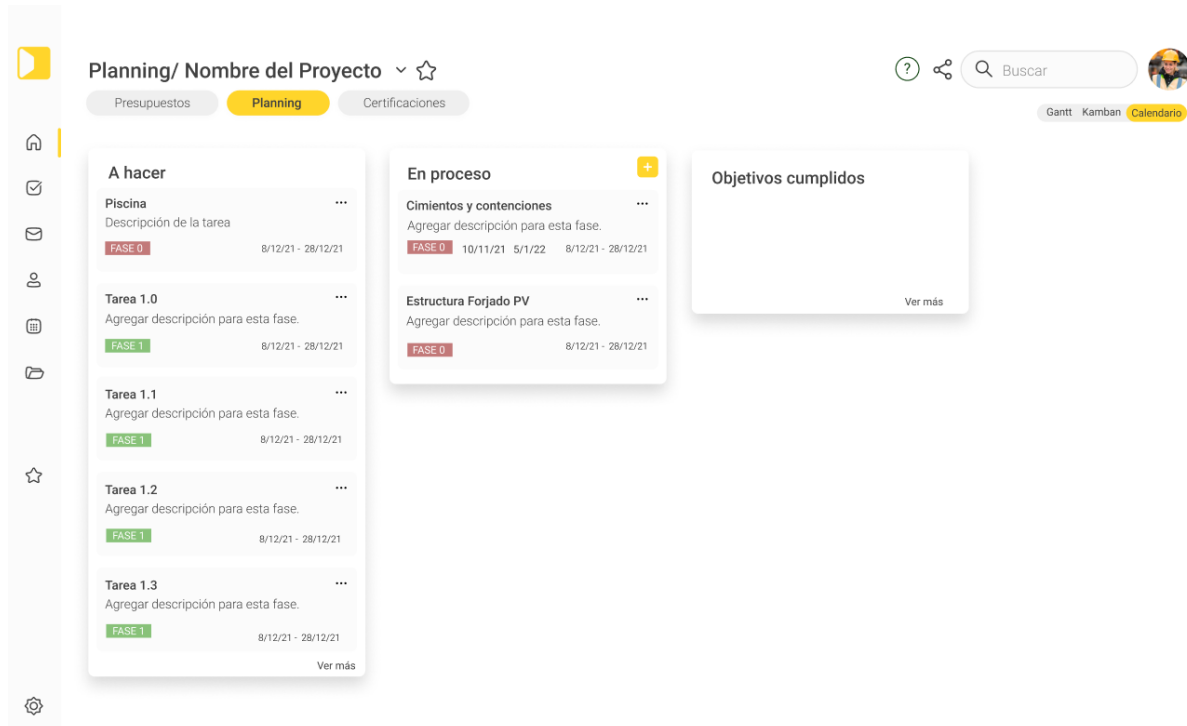 Planning/ Nombre del Proyecto
?
Buscar
Presupuestos
Planning
Certificaciones
Gantt Kamban Calendario
A hacer
Piscina
Descripción de la tarea
FASE 0 8/12/21 - 28/12/21
Tarea 1.0
Agregar descripción para esta fase.
FASE 1 8/12/21 - 28/12/21
Tarea 1.1
Agregar descripción para esta fase.
FASE 1 8/12/21 - 28/12/21
Tarea 1.2
Agregar descripción para esta fase.
FASE 1 8/12/21 - 28/12/21
Tarea 1.3
Agregar descripción para esta fase.
FASE 1 8/12/21 - 28/12/21
Ver más
En proceso
+
Cimientos y contenciones
Agregar descripción para esta fase.
FASE 0 10/11/21 5/1/22 8/12/21 - 28/12/21
Estructura Forjado PV
Agregar descripción para esta fase.
FASE 0 8/12/21 - 28/12/21
Objetivos cumplidos
Ver más